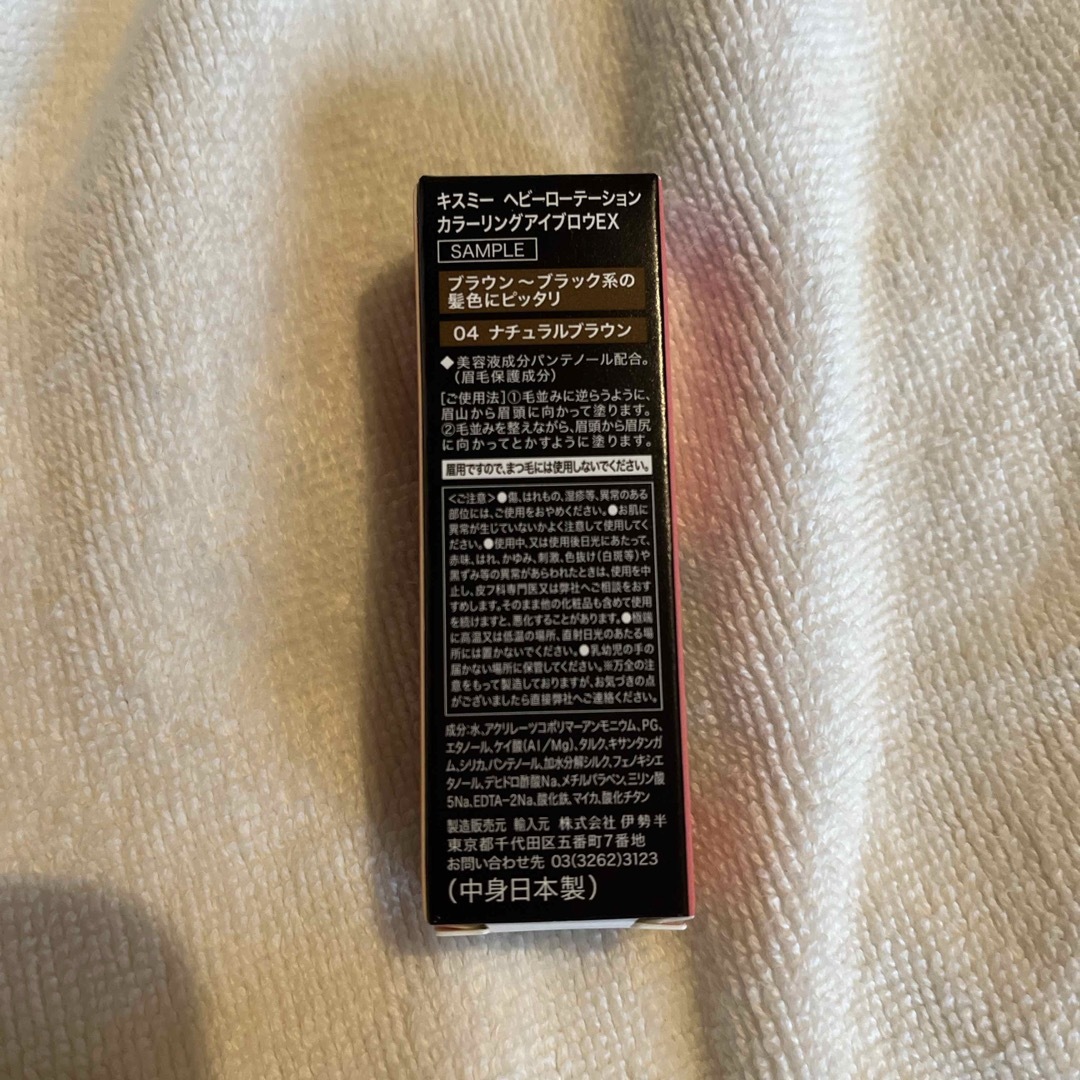 キスミー ヘビーローテーション
カラーリングアイブロウEX
SAMPLE
ブラウン〜ブラック系の
髪色にピッタリ
04 ナチュラルブラウン
◆美容液成分パンテノール配合。
(眉毛保護成分)
[ご使用法]①毛並みに逆らうように、
眉山から眉頭に向かって塗ります。
②毛並みを整えながら、眉頭から眉尻
に向かってとかすように塗ります。
眉用ですので、まつ毛には使用しないでください。
<ご注意>●傷、はれもの、湿疹等、異常のある
部位には、ご使用をおやめください。●お肌に
異常が生じていないかよく注意して使用してく
ださい。●使用中、又は使用後日光にあたって、
赤味、はれ、かゆみ、刺激、色抜け(白斑等)や
黒ずみ等の異常があらわれたときは、使用を中
止し、皮フ科専門医又は弊社へご相談をおす
すめします。そのまま他の化粧品も含めて使用
を続けますと、悪化することがあります。●極端
に高温又は低温の場所、直射日光のあたる場
所には置かないでください。●乳幼児の手の
届かない場所に保管してください。※万全の注
意をもって製造しておりますが、お気づきの点
がございましたら直接弊社へご連絡ください。
成分:水、アクリレーツコポリマーアンモニウム、PG、
エタノール、ケイ酸(Al/Mg)、タルク、キサンタンガ
ム、シリカ、パンテノール、加水分解シルク、フェノキシエ
タノール、デヒドロ酢酸Na、メチルパラベン、ミリン酸
5Na、EDTA-2Na、酸化鉄、マイカ、酸化チタン
製造販売元 輸入元 株式会社 伊勢半
東京都千代田区五番町7番地
お問い合わせ先 03(3262)3123
(中身日本製)